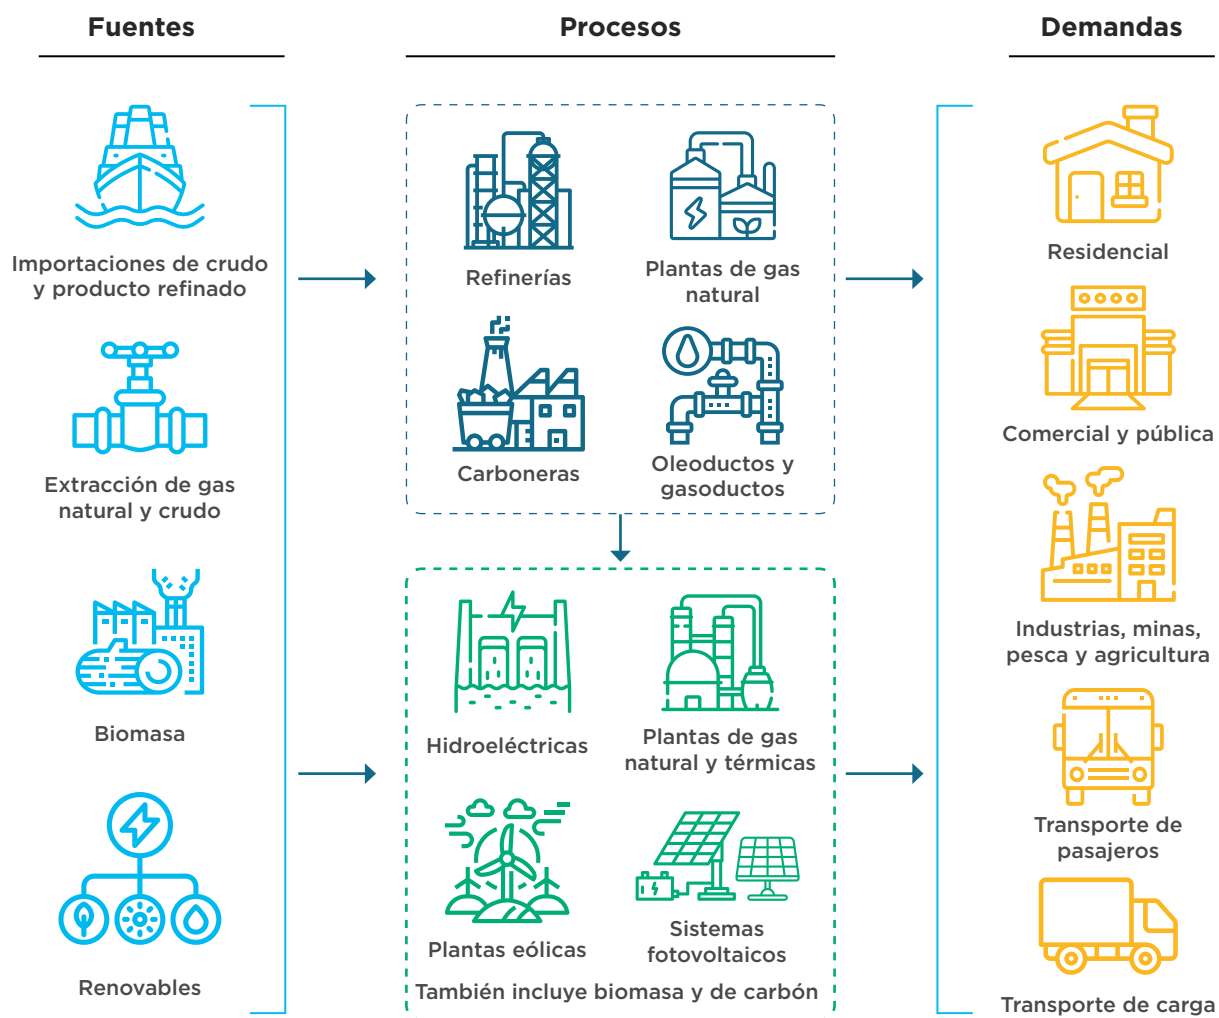 Fuentes
Importaciones de crudo
y producto refinado
Extracción de gas
natural y crudo
Biomasa
Renovables
Procesos
Refinerías
Plantas de gas
natural
Carboneras
Oleoductos y
gasoductos
Hidroeléctricas
Plantas de gas
natural y térmicas
Plantas eólicas
Sistemas
fotovoltaicos
También incluye biomasa y de carbón
Demandas
Residencial
Comercial y pública
Industrias, minas,
pesca y agricultura
Transporte de
pasajeros
Transporte de carga